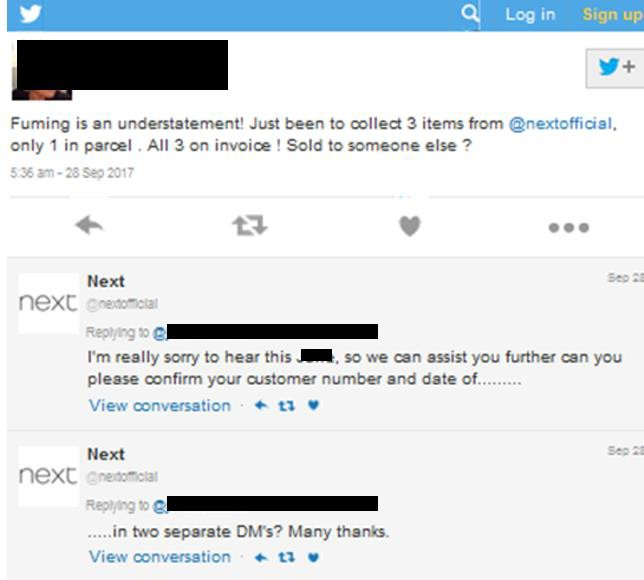 Log in Sign up
Fuming is an understatement! Just been to collect 3 items from @nextofficial,
only 1 in parcel . All 3 on invoice ! Sold to someone else ?
5:36 am - 28 Sep 2017
Next Sep 28
next @nextofficial
Replying to @
I'm really sorry to hear this , so we can assist you further can you
please confirm your customer number and date of.........
View conversation ·
Next Sep 28
next @nextofficial
Replying to @
.....in two separate DM's? Many thanks.
View conversation ·